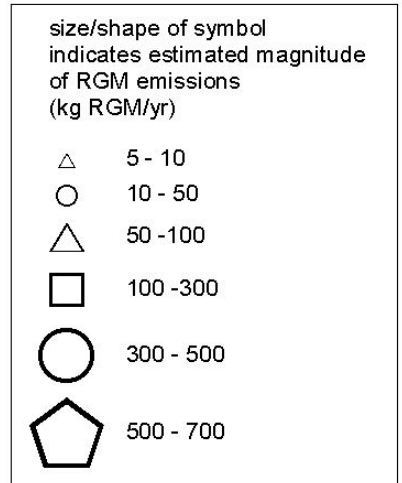 size/shape of symbol
indicates estimated magnitude
of RGM emissions
(kg RGM/yr)
5 - 10
10 - 50
50 -100
100 -300
300 - 500
500 - 700